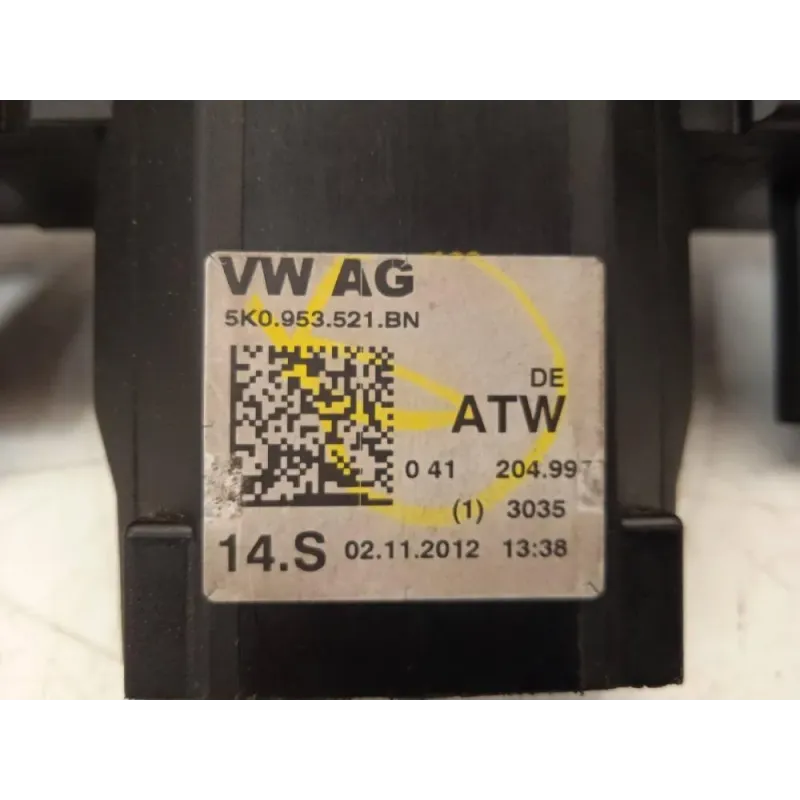 VW AG
5K0.953.521.BN
DE
ATW
0 41 204.997
(1) 3035
14.S 02.11.2012 13:38